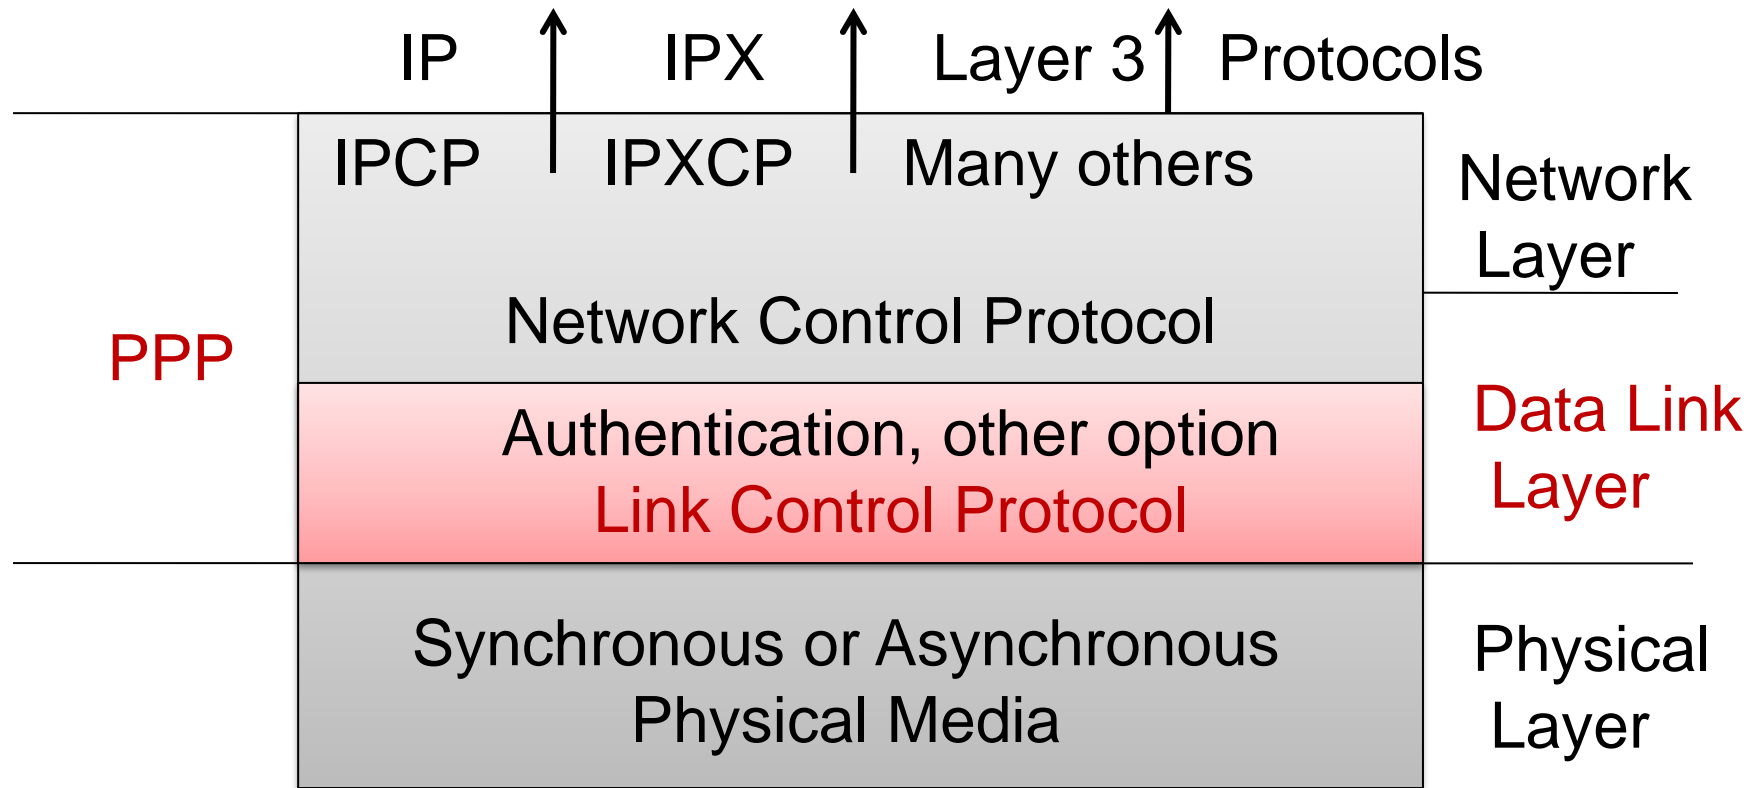 IP IPX Layer 3 Protocols
IPCP IPXCP Many others
Network
Layer
Network Control Protocol
PPP
Authentication, other option
Link Control Protocol
Data Link
Layer
Synchronous or Asynchronous
Physical Media
Physical
Layer